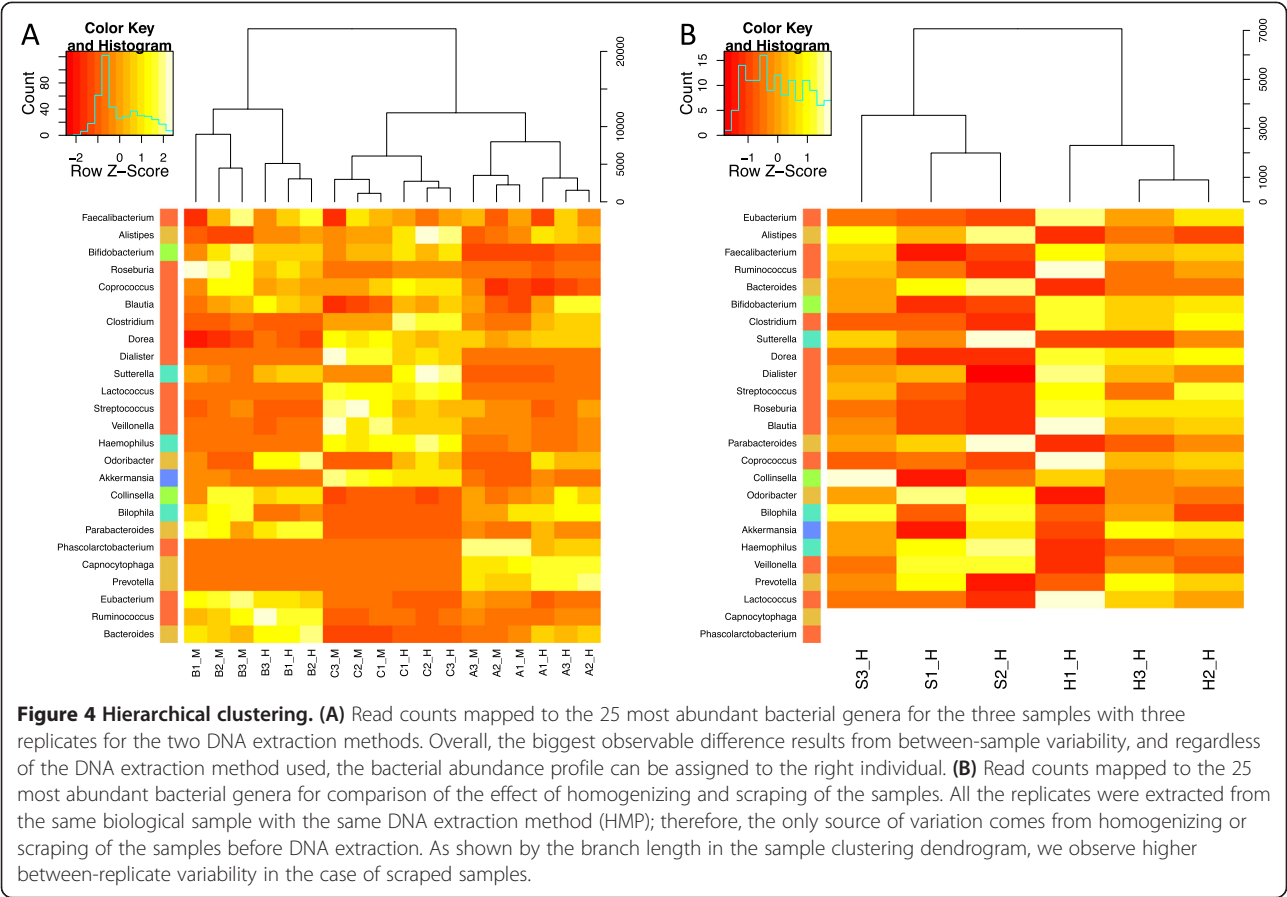 A
Color Key
and Histogram
Count
0 40 80
−2 0 1 2
Row Z−Score
0 5000 10000 20000
Faecalibacterium
Alistipes
Bifidobacterium
Roseburia
Coprococcus
Blautia
Clostridium
Dorea
Dialister
Sutterella
Lactococcus
Streptococcus
Veillonella
Haemophilus
Odoribacter
Akkermansia
Collinsella
Bilophila
Parabacteroides
Phascolarctobacterium
Capnocytophaga
Prevotella
Eubacterium
Ruminococcus
Bacteroides
B1_M B2_M B3_M B3_H B1_H B2_H C3_M C2_M C1_M C1_H C2_H C3_H A3_M A2_M A1_M A1_H A3_H A2_H
B
Color Key
and Histogram
Count
0 5 10 15
−1 0 1
Row Z−Score
0 1000 3000 5000 7000
Eubacterium
Alistipes
Faecalibacterium
Ruminococcus
Bacteroides
Bifidobacterium
Clostridium
Sutterella
Dorea
Dialister
Streptococcus
Roseburia
Blautia
Parabacteroides
Coprococcus
Collinsella
Odoribacter
Bilophila
Akkermansia
Haemophilus
Veillonella
Prevotella
Lactococcus
Capnocytophaga
Phascolarctobacterium
S3_H S1_H S2_H H1_H H3_H H2_H
Figure 4 Hierarchical clustering. (A) Read counts mapped to the 25 most abundant bacterial genera for the three samples with three
replicates for the two DNA extraction methods. Overall, the biggest observable difference results from between-sample variability, and regardless
of the DNA extraction method used, the bacterial abundance profile can be assigned to the right individual. (B) Read counts mapped to the 25
most abundant bacterial genera for comparison of the effect of homogenizing and scraping of the samples. All the replicates were extracted from
the same biological sample with the same DNA extraction method (HMP); therefore, the only source of variation comes from homogenizing or
scraping of the samples before DNA extraction. As shown by the branch length in the sample clustering dendrogram, we observe higher
between-replicate variability in the case of scraped samples.